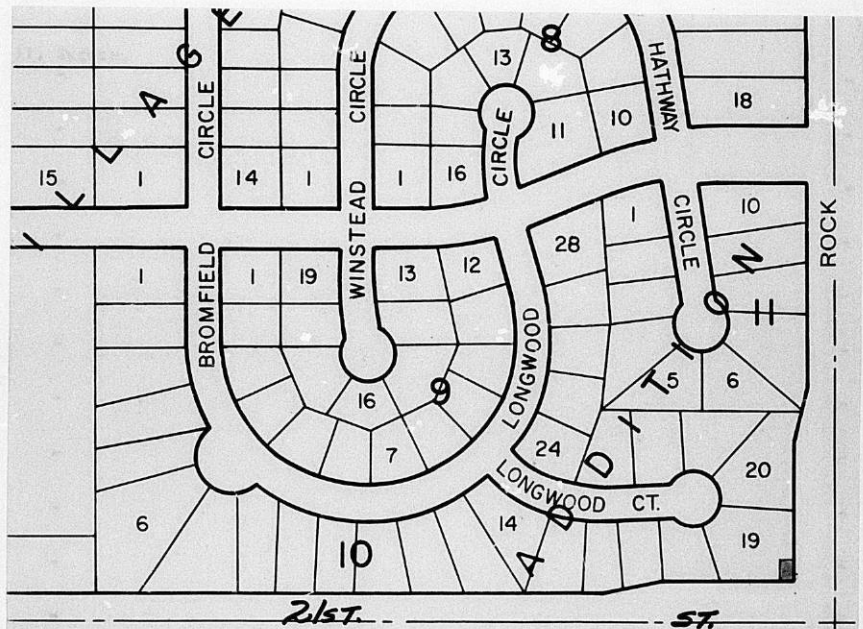 VILLAGE
ADDITION
CIRCLE
CIRCLE
CIRCLE
HATHWAY
CIRCLE
ROCK
BROMFIELD
WINSTEAD
LONGWOOD
LONGWOOD CT.
13
8
18
11
10
15
1
14
1
1
16
1
10
28
1
1
19
13
12
11
5
6
16
9
7
24
20
6
10
14
19
21ST. ST.